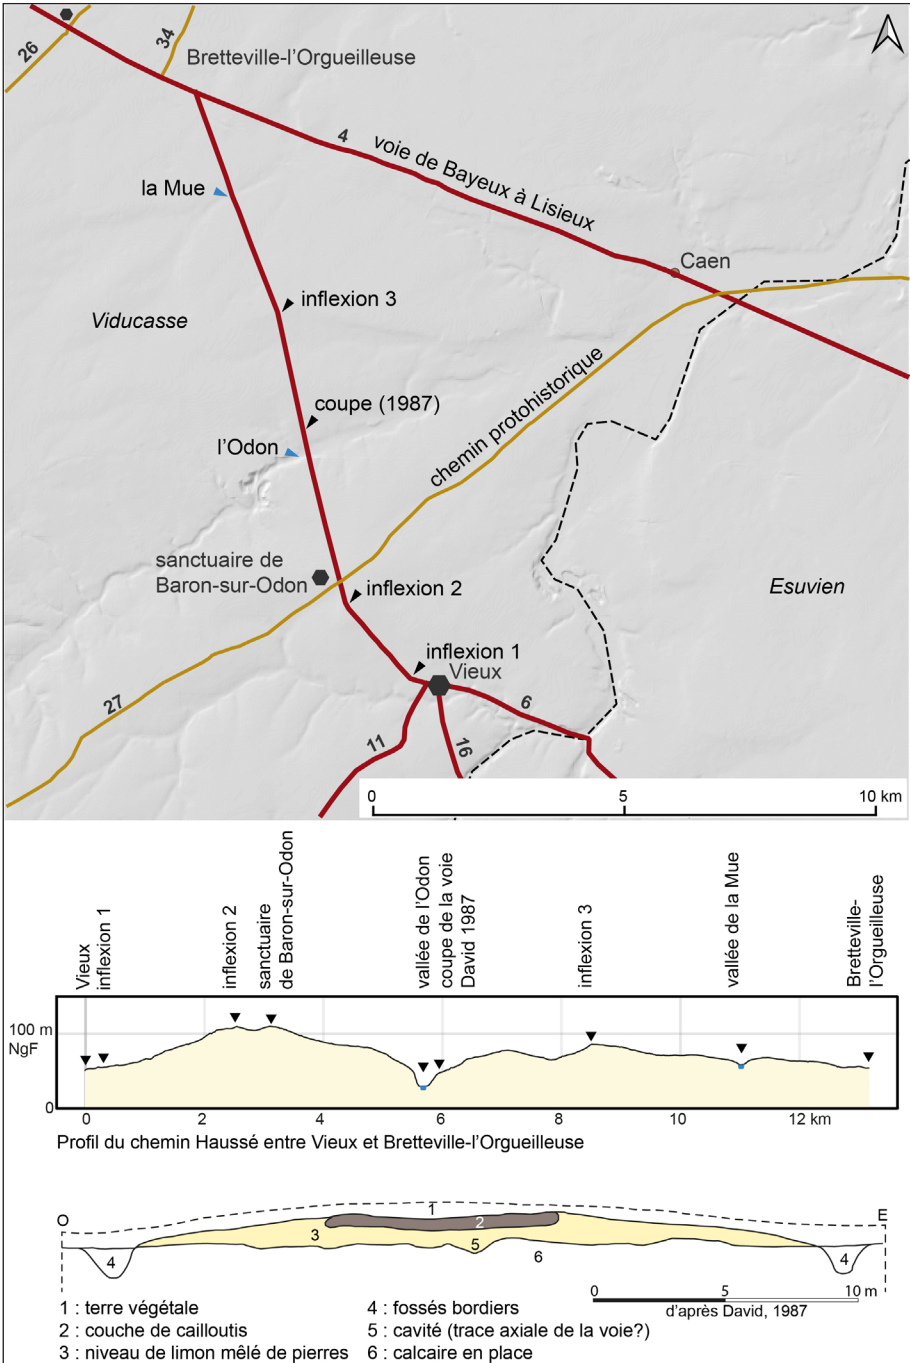 26
34
Bretteville-l'Orgueilleuse
4
voie de Bayeux à Lisieux
la Mue
Caen
inflexion 3
Viducasse
chemin protohistorique
coupe (1987)
l'Odon
sanctuaire de
Baron-sur-Odon
inflexion 2
Esuvien
inflexion 1
Vieux
27
6
11
16
0 5 10 km
Vieux
inflexion 1
inflexion 2
sanctuaire
de Baron-sur-Odon
vallée de l'Odon
coupe de la voie
David 1987
inflexion 3
vallée de la Mue
Bretteville-
l'Orgueilleuse
100 m
NgF
0
0 2 4 6 8 10 12 km
Profil du chemin Haussé entre Vieux et Bretteville-l'Orgueilleuse
O
E
1
2
3
4
5
6
4
0 5 10 m
d'après David, 1987
1 : terre végétale
2 : couche de cailloutis
3 : niveau de limon mêlé de pierres
4 : fossés bordiers
5 : cavité (trace axiale de la voie?)
6 : calcaire en place